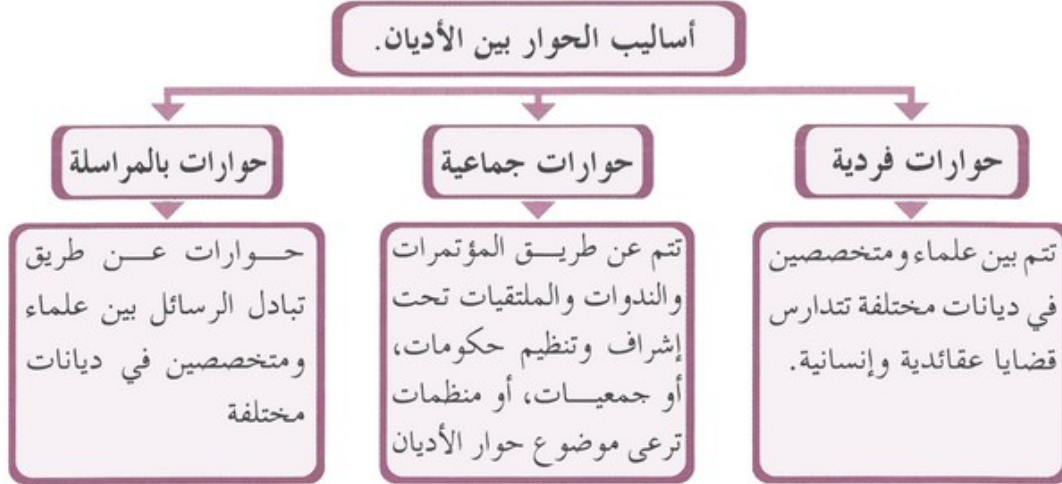 أساليب الحوار بين الأديان.
حوارات فردية
تتم بين علماء ومتخصصين
في ديانات مختلفة تتدارس
قضايا عقائدية وإنسانية.
حوارات جماعية
تتم عن طريق المؤتمرات
والندوات والملتقيات تحت
إشراف وتنظيم حكومات،
أو جمعيات، أو منظمات
ترعى موضوع حوار الأديان
حوارات بالمراسلة
حوارات عن طريق
تبادل الرسائل بين علماء
ومتخصصين في ديانات
مختلفة